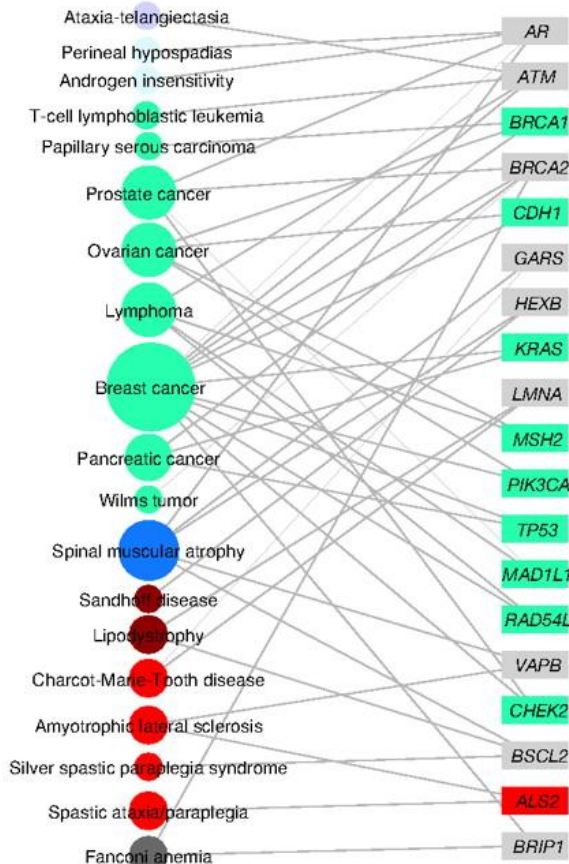 Ataxia-telangiectasia
Perineal hypospadias
Androgen insensitivity
T-cell lymphoblastic leukemia
Papillary serous carcinoma
Prostate cancer
Ovarian cancer
Lymphoma
Breast cancer
Pancreatic cancer
Wilms tumor
Spinal muscular atrophy
Sandhoff disease
Lipodystrophy
Charcot-Marie-Tooth disease
Amyotrophic lateral sclerosis
Silver spastic paraplegia syndrome
Spastic ataxia/paraplegia
Fanconi anemia
AR
ATM
BRCA1
BRCA2
CDH1
GARS
HEXB
KRAS
LMNA
MSH2
PIK3CA
TP53
MAD1L1
RAD54L
VAPB
CHEK2
BSCL2
ALS2
BRIP1